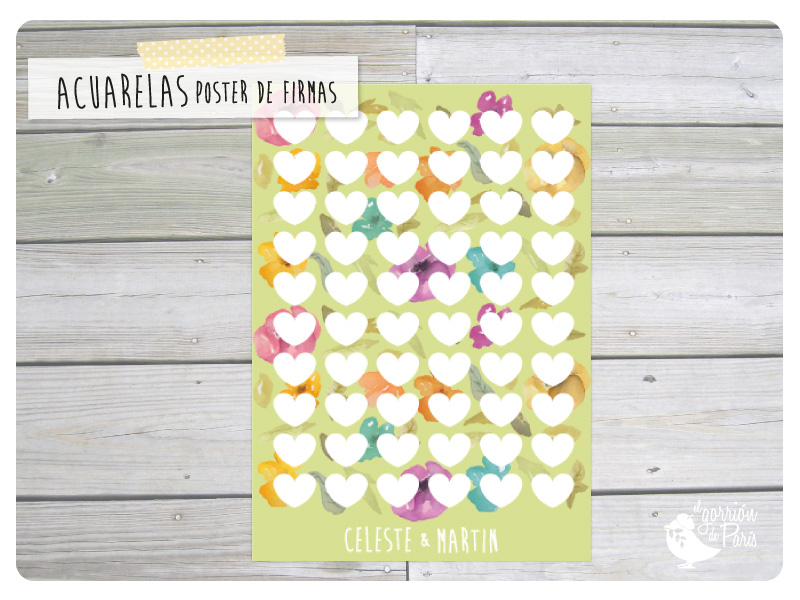 ACUARELAS POSTER DE FIRMAS
CELESTE & MARTIN
el gorrión
de París